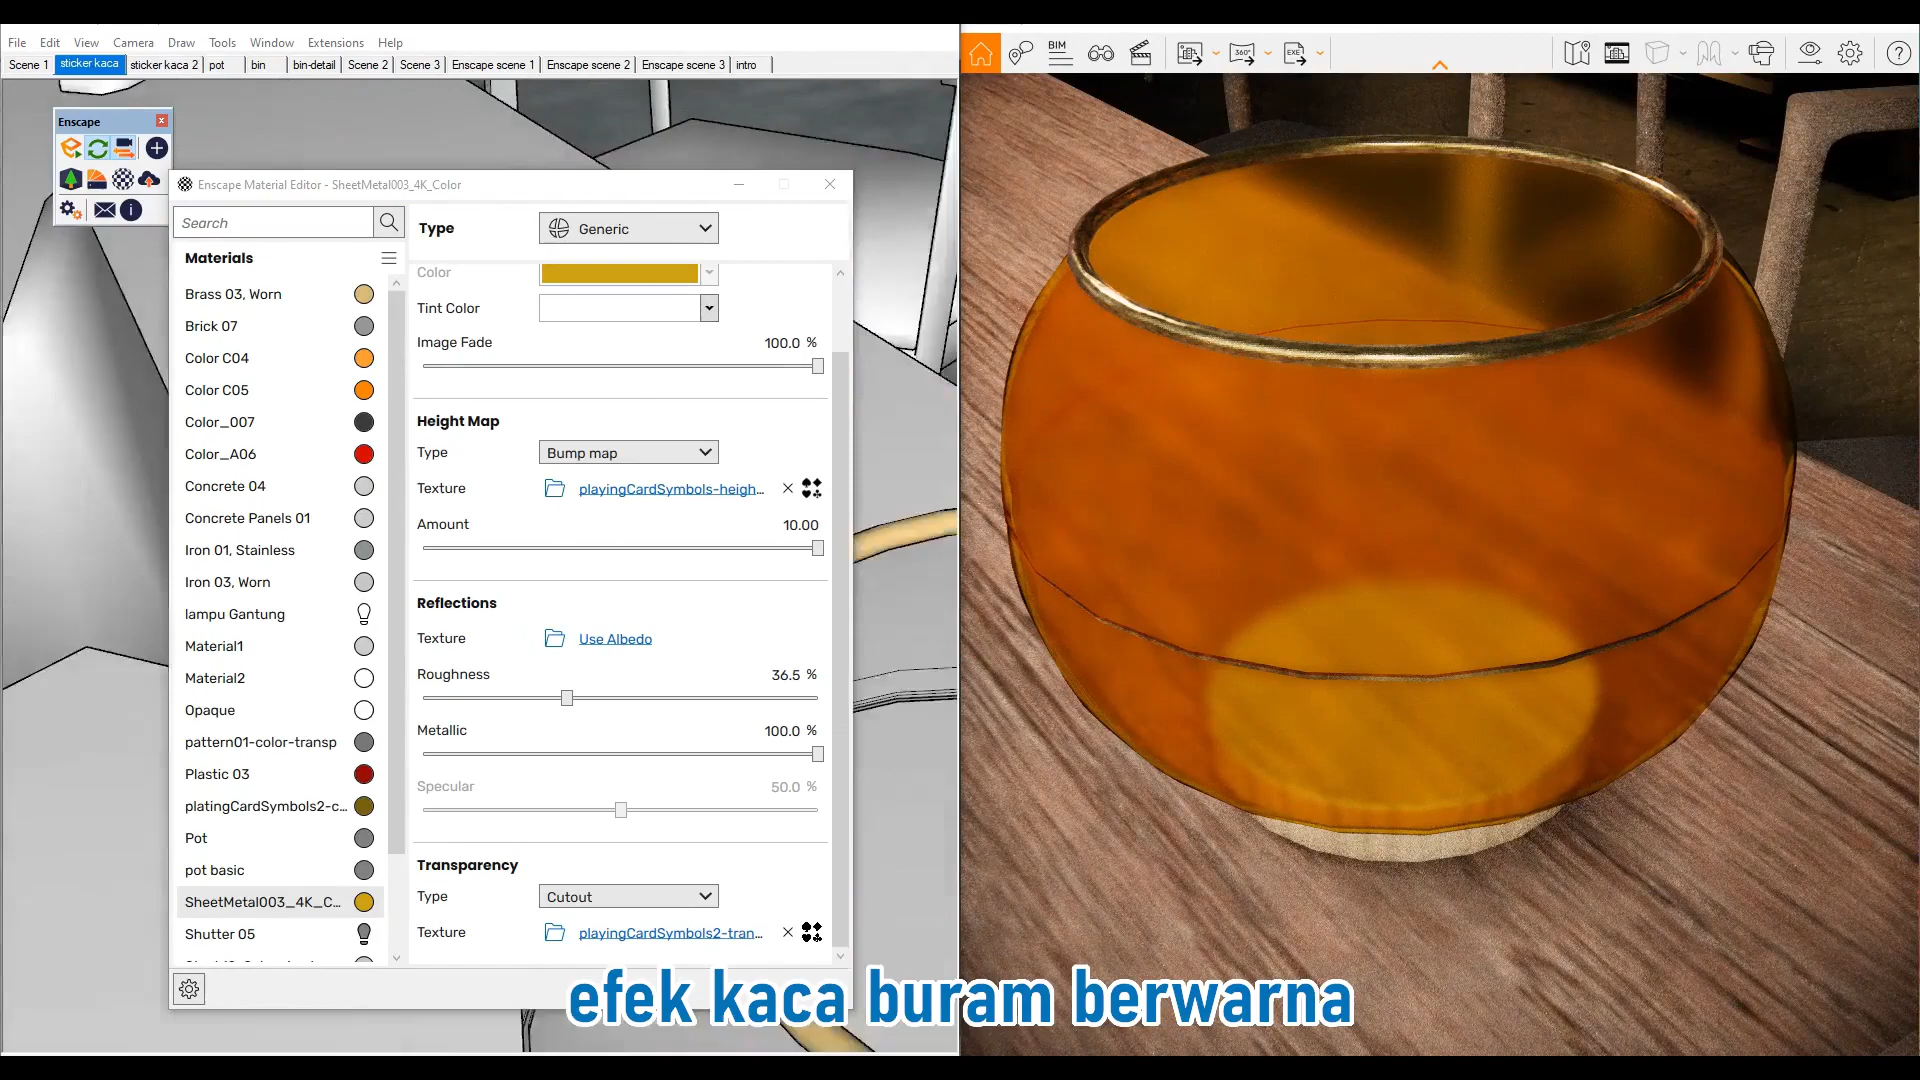 File Edit View Camera Draw Tools Window Extensions Help
Scene 1 sticker kaca sticker kaca 2 pot bin bin-detail Scene 2 Scene 3 Enscape scene 1 Enscape scene 2 Enscape scene 3 intro
BIM
360°
EXE
Enscape
Enscape Material Editor - SheetMetal003_4K_Color
Search
Materials
Brass 03, Worn
Brick 07
Color C04
Color C05
Color_007
Color_A06
Concrete 04
Concrete Panels 01
Iron 01, Stainless
Iron 03, Worn
lampu Gantung
Material1
Material2
Opaque
pattern01-color-transp
Plastic 03
platingCardSymbols2-c...
Pot
pot basic
SheetMetal003_4K_C...
Shutter 05
Type Generic
Color
Tint Color
Image Fade 100.0 %
Height Map
Type Bump map
Texture playingCardSymbols-heigh...
Amount 10.00
Reflections
Texture Use Albedo
Roughness 36.5 %
Metallic 100.0 %
Specular 50.0 %
Transparency
Type Cutout
Texture playingCardSymbols2-tran...
efek kaca buram berwarna